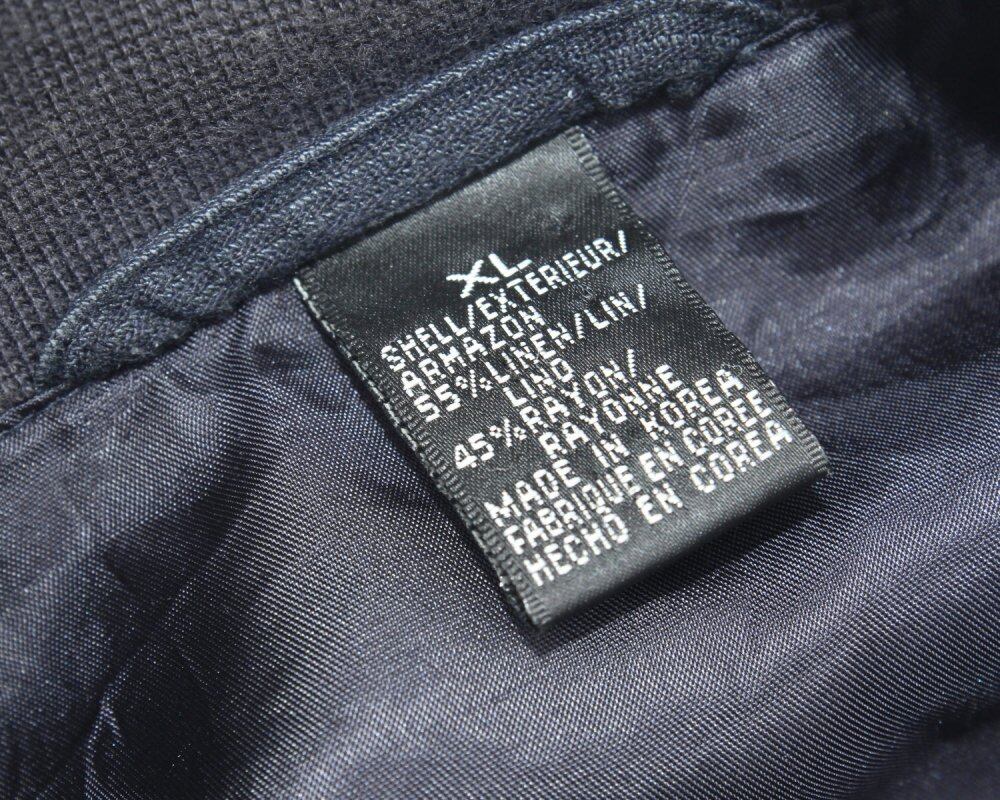 XL
SHELL/EXTERIEUR/
ARMAZON
55%LINEN/LIN/
LINO
45%RAYON/
RAYONNE
MADE IN KOREA
FABRIQUE EN COREE
HECHO EN COREA